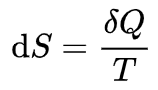 dS = δQ / T